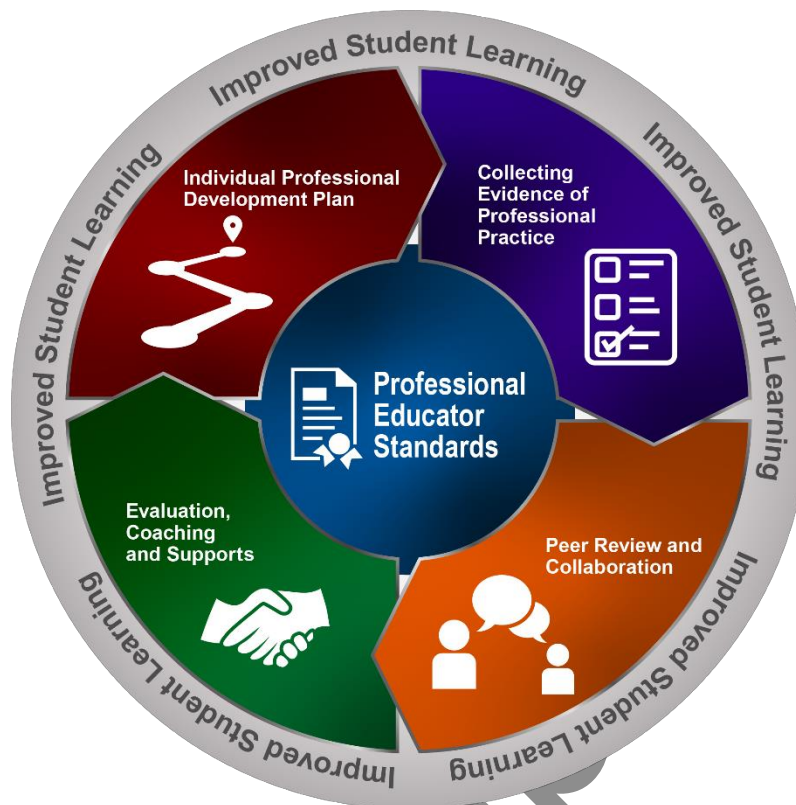 Improved Student Learning
Improved Student Learning
Improved Student Learning
Improved Student Learning
Improved Student Learning
Individual Professional
Development Plan
Collecting
Evidence of
Professional
Practice
Professional
Educator
Standards
Evaluation,
Coaching
and Supports
Peer Review and
Collaboration